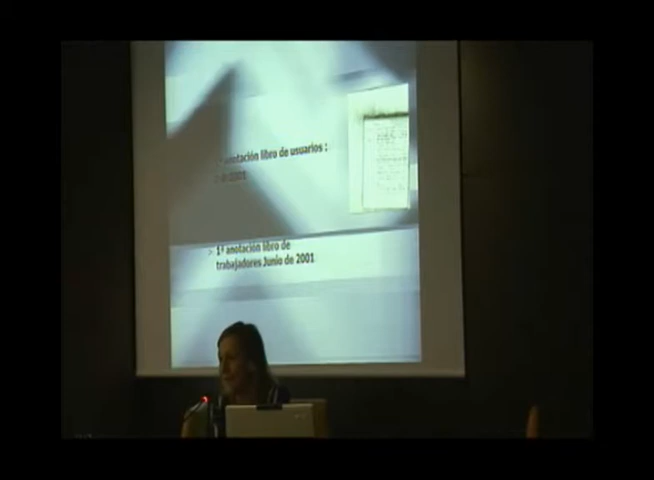 anotación libro de usuarios :
2001
1ª anotación libro de
trabajadores Junio de 2001